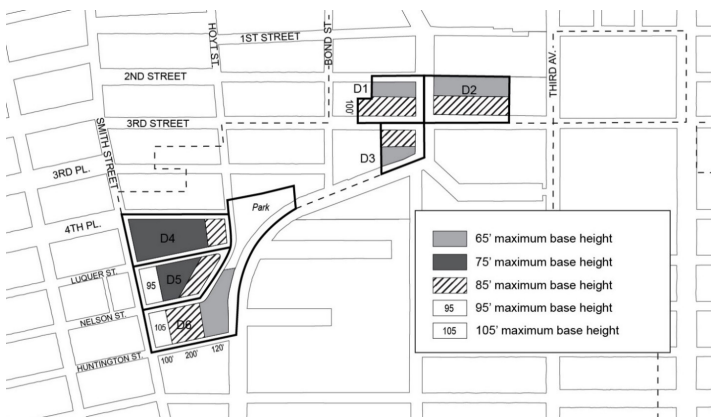 1ST STREET
HOYT ST.
BOND ST.
2ND STREET
D1
D2
THIRD AV.
100'
3RD STREET
SMITH STREET
D3
3RD PL.
Park
4TH PL.
D4
LUQUER ST.
95
D5
NELSON ST.
105
D6
HUNTINGTON ST.
100'
200'
120'
65' maximum base height
75' maximum base height
85' maximum base height
95 95' maximum base height
105 105' maximum base height